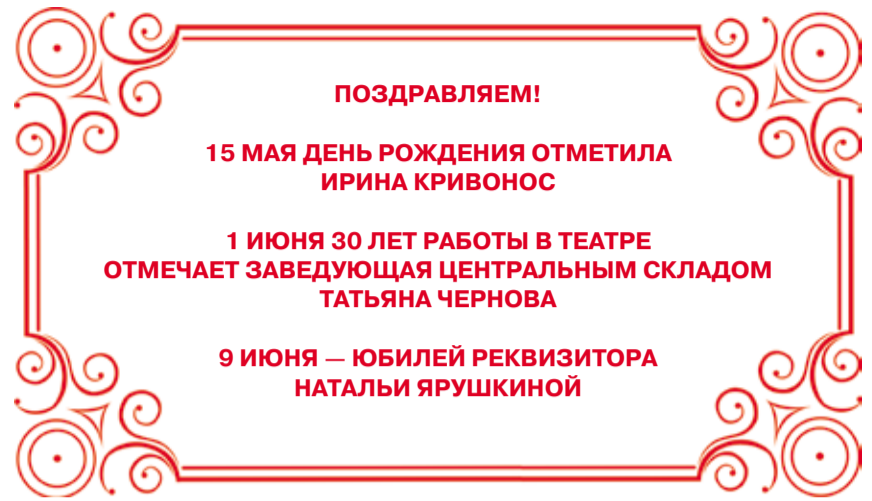 ПОЗДРАВЛЯЕМ!
15 МАЯ ДЕНЬ РОЖДЕНИЯ ОТМЕТИЛА
ИРИНА КРИВОНОС
1 ИЮНЯ 30 ЛЕТ РАБОТЫ В ТЕАТРЕ
ОТМЕЧАЕТ ЗАВЕДУЮЩАЯ ЦЕНТРАЛЬНЫМ СКЛАДОМ
ТАТЬЯНА ЧЕРНОВА
9 ИЮНЯ — ЮБИЛЕЙ РЕКВИЗИТОРА
НАТАЛЬИ ЯРУШКИНОЙ